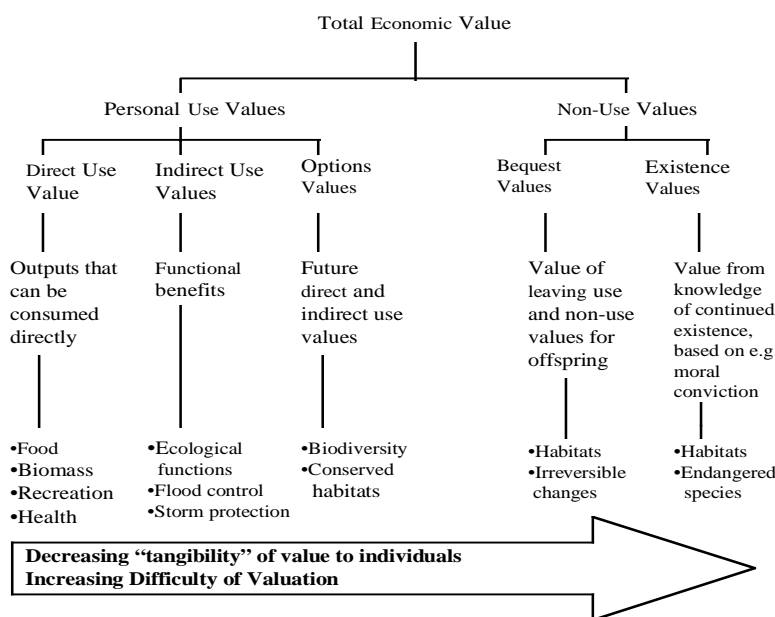 Total Economic Value
Personal Use Values
Non-Use Values
Direct Use
Value
Indirect Use
Values
Options
Values
Bequest
Values
Existence
Values
Outputs that
can be
consumed
directly
Functional
benefits
Future
direct and
indirect use
values
Value of
leaving use
and non-use
values for
offspring
Value from
knowledge
of continued
existence,
based on e.g
moral
conviction
•Food
•Biomass
•Recreation
•Health
•Ecological
functions
•Flood control
•Storm protection
•Biodiversity
•Conserved
habitats
•Habitats
•Irreversible
changes
•Habitats
•Endangered
species
Decreasing “tangibility” of value to individuals
Increasing Difficulty of Valuation